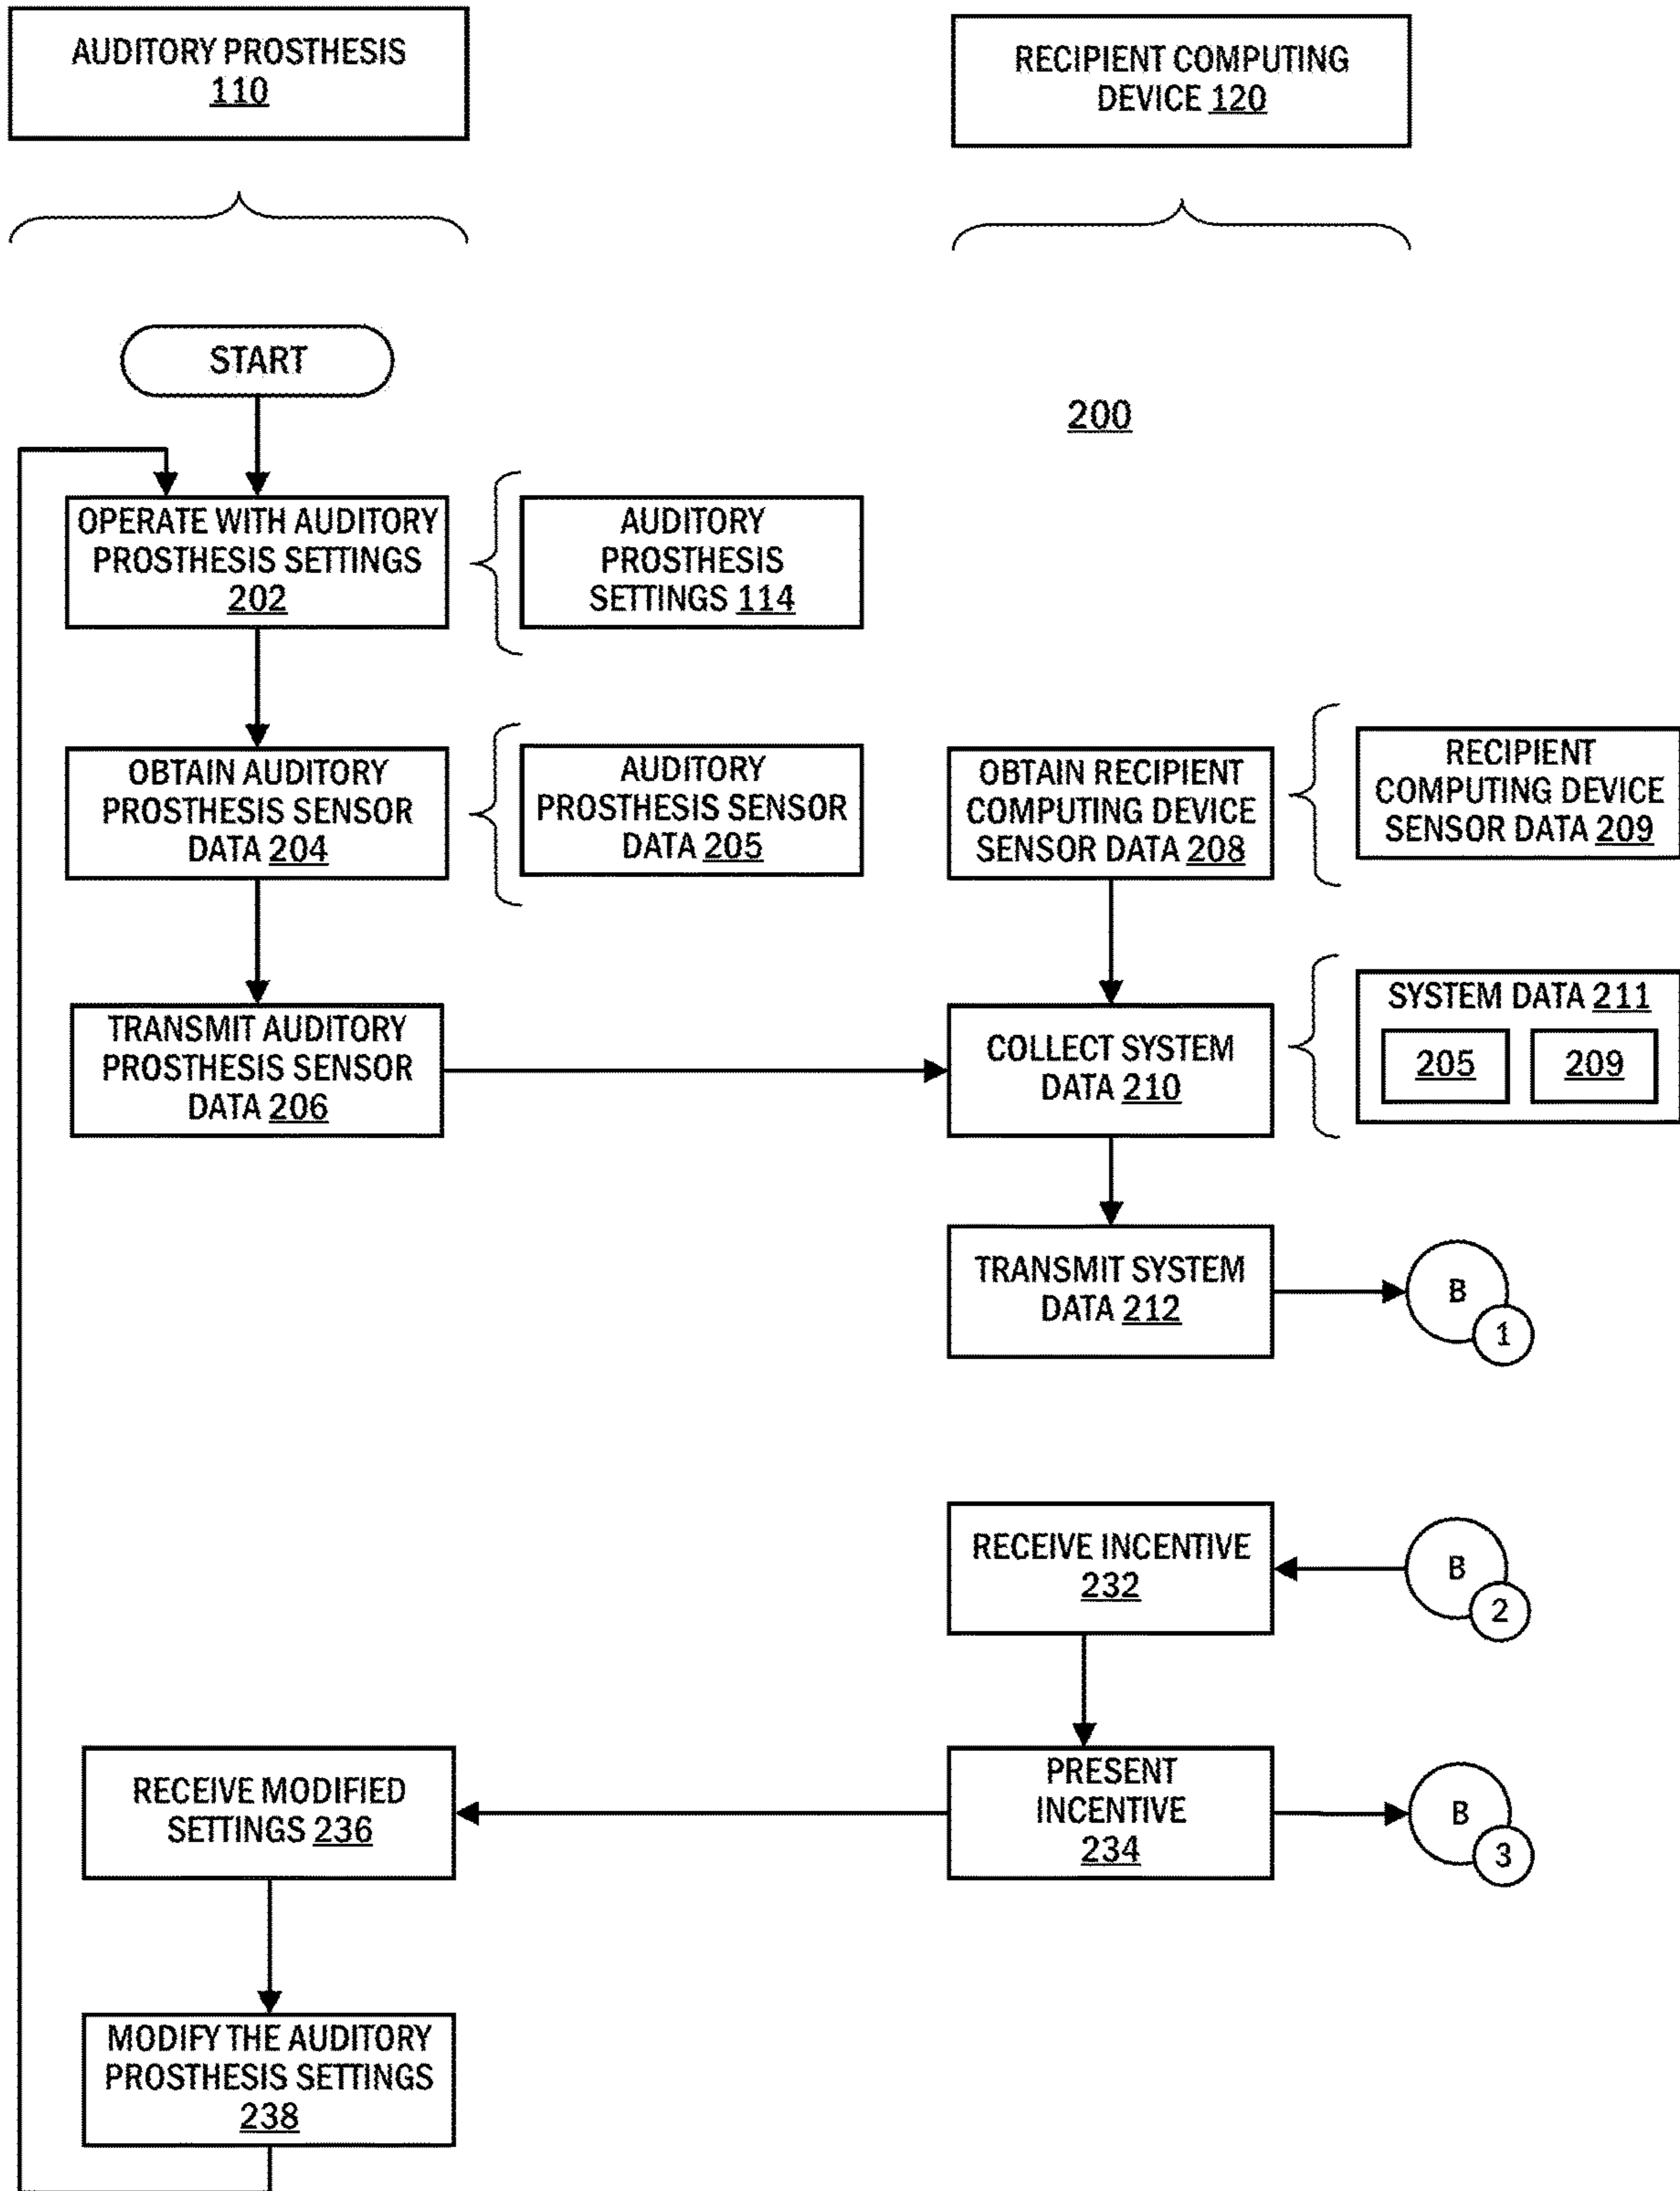 AUDITORY PROSTHESIS
110
RECIPIENT COMPUTING
DEVICE 120
START
200
OPERATE WITH AUDITORY
PROSTHESIS SETTINGS
202
AUDITORY
PROSTHESIS
SETTINGS 114
OBTAIN AUDITORY
PROSTHESIS SENSOR
DATA 204
AUDITORY
PROSTHESIS SENSOR
DATA 205
OBTAIN RECIPIENT
COMPUTING DEVICE
SENSOR DATA 208
RECIPIENT
COMPUTING DEVICE
SENSOR DATA 209
TRANSMIT AUDITORY
PROSTHESIS SENSOR
DATA 206
COLLECT SYSTEM
DATA 210
SYSTEM DATA 211
205 209
TRANSMIT SYSTEM
DATA 212
B
1
RECEIVE INCENTIVE
232
B
2
RECEIVE MODIFIED
SETTINGS 236
PRESENT
INCENTIVE
234
B
3
MODIFY THE AUDITORY
PROSTHESIS SETTINGS
238